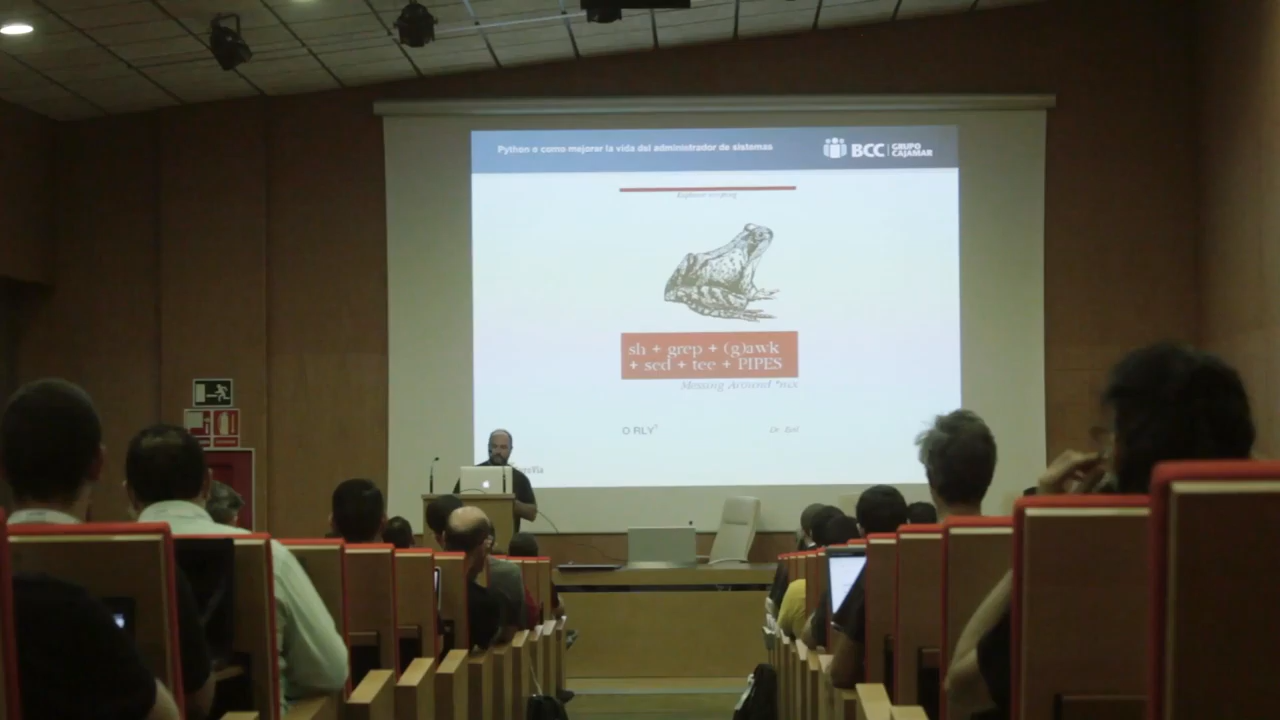 Python o como mejorar la vida del administrador de sistemas
BCC GRUPO
CAJAMAR
sh + grep + (g)awk
+ sed + tee + PIPES
Messing Around *nix
O RLY?
Dr.